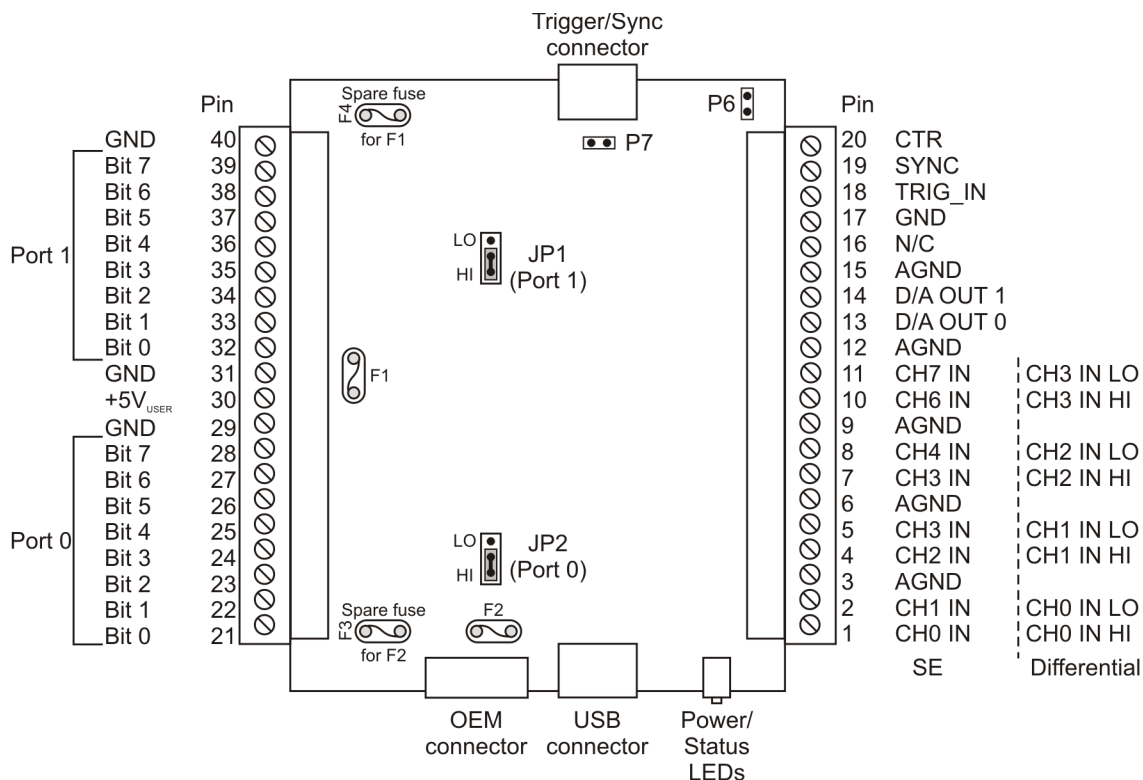 Trigger/Sync
connector
Pin
Spare fuse
F4
for F1
P6
P7
Pin
GND 40
Bit 7 39
Bit 6 38
Bit 5 37
Bit 4 36
Bit 3 35
Bit 2 34
Bit 1 33
Bit 0 32
Port 1
GND 31
+5V USER 30
GND 29
Bit 7 28
Bit 6 27
Bit 5 26
Bit 4 25
Bit 3 24
Bit 2 23
Bit 1 22
Bit 0 21
Port 0
LO
HI
JP1
(Port 1)
F1
LO
HI
JP2
(Port 0)
Spare fuse
F3
for F2
F2
20 CTR
19 SYNC
18 TRIG_IN
17 GND
16 N/C
15 AGND
14 D/A OUT 1
13 D/A OUT 0
12 AGND
11 CH7 IN CH3 IN LO
10 CH6 IN CH3 IN HI
9 AGND
8 CH4 IN CH2 IN LO
7 CH3 IN CH2 IN HI
6 AGND
5 CH3 IN CH1 IN LO
4 CH2 IN CH1 IN HI
3 AGND
2 CH1 IN CH0 IN LO
1 CH0 IN CH0 IN HI
SE Differential
OEM
connector
USB
connector
Power/
Status
LEDs